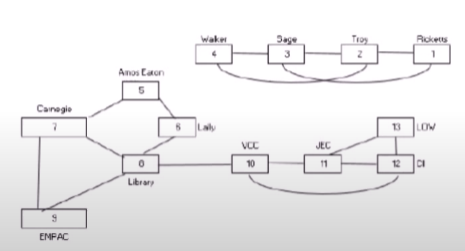 Walker Sage Troy Ricketts
4 3 2 1
Amos Eaton
5
Carnegie
7 6 Lally 13 LOW
VCC JEC
8 10 11 12 CII
Library
9
EMPAC